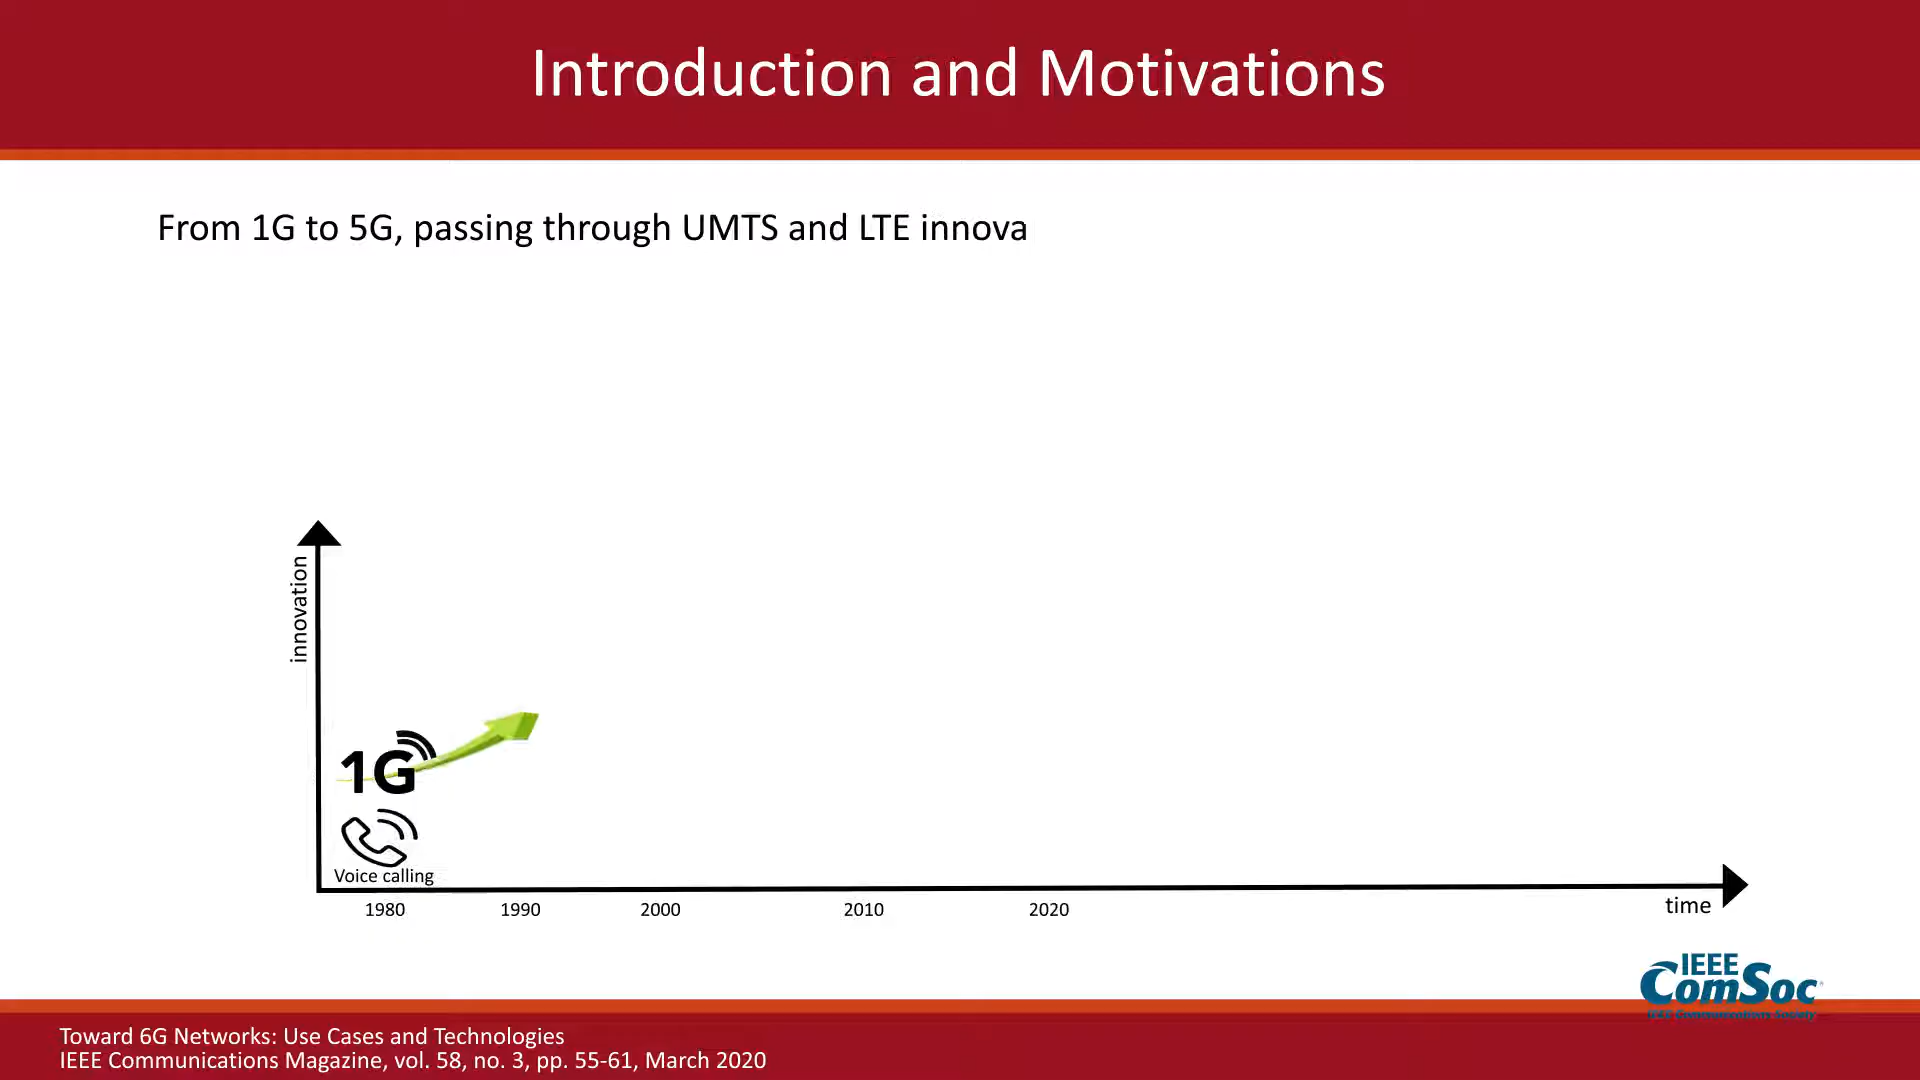 Introduction and Motivations
From 1G to 5G, passing through UMTS and LTE innova
innovation
1G
Voice calling
1980 1990 2000 2010 2020
time
IEEE
ComSoc
IEEE Communications Society
Toward 6G Networks: Use Cases and Technologies
IEEE Communications Magazine, vol. 58, no. 3, pp. 55-61, March 2020